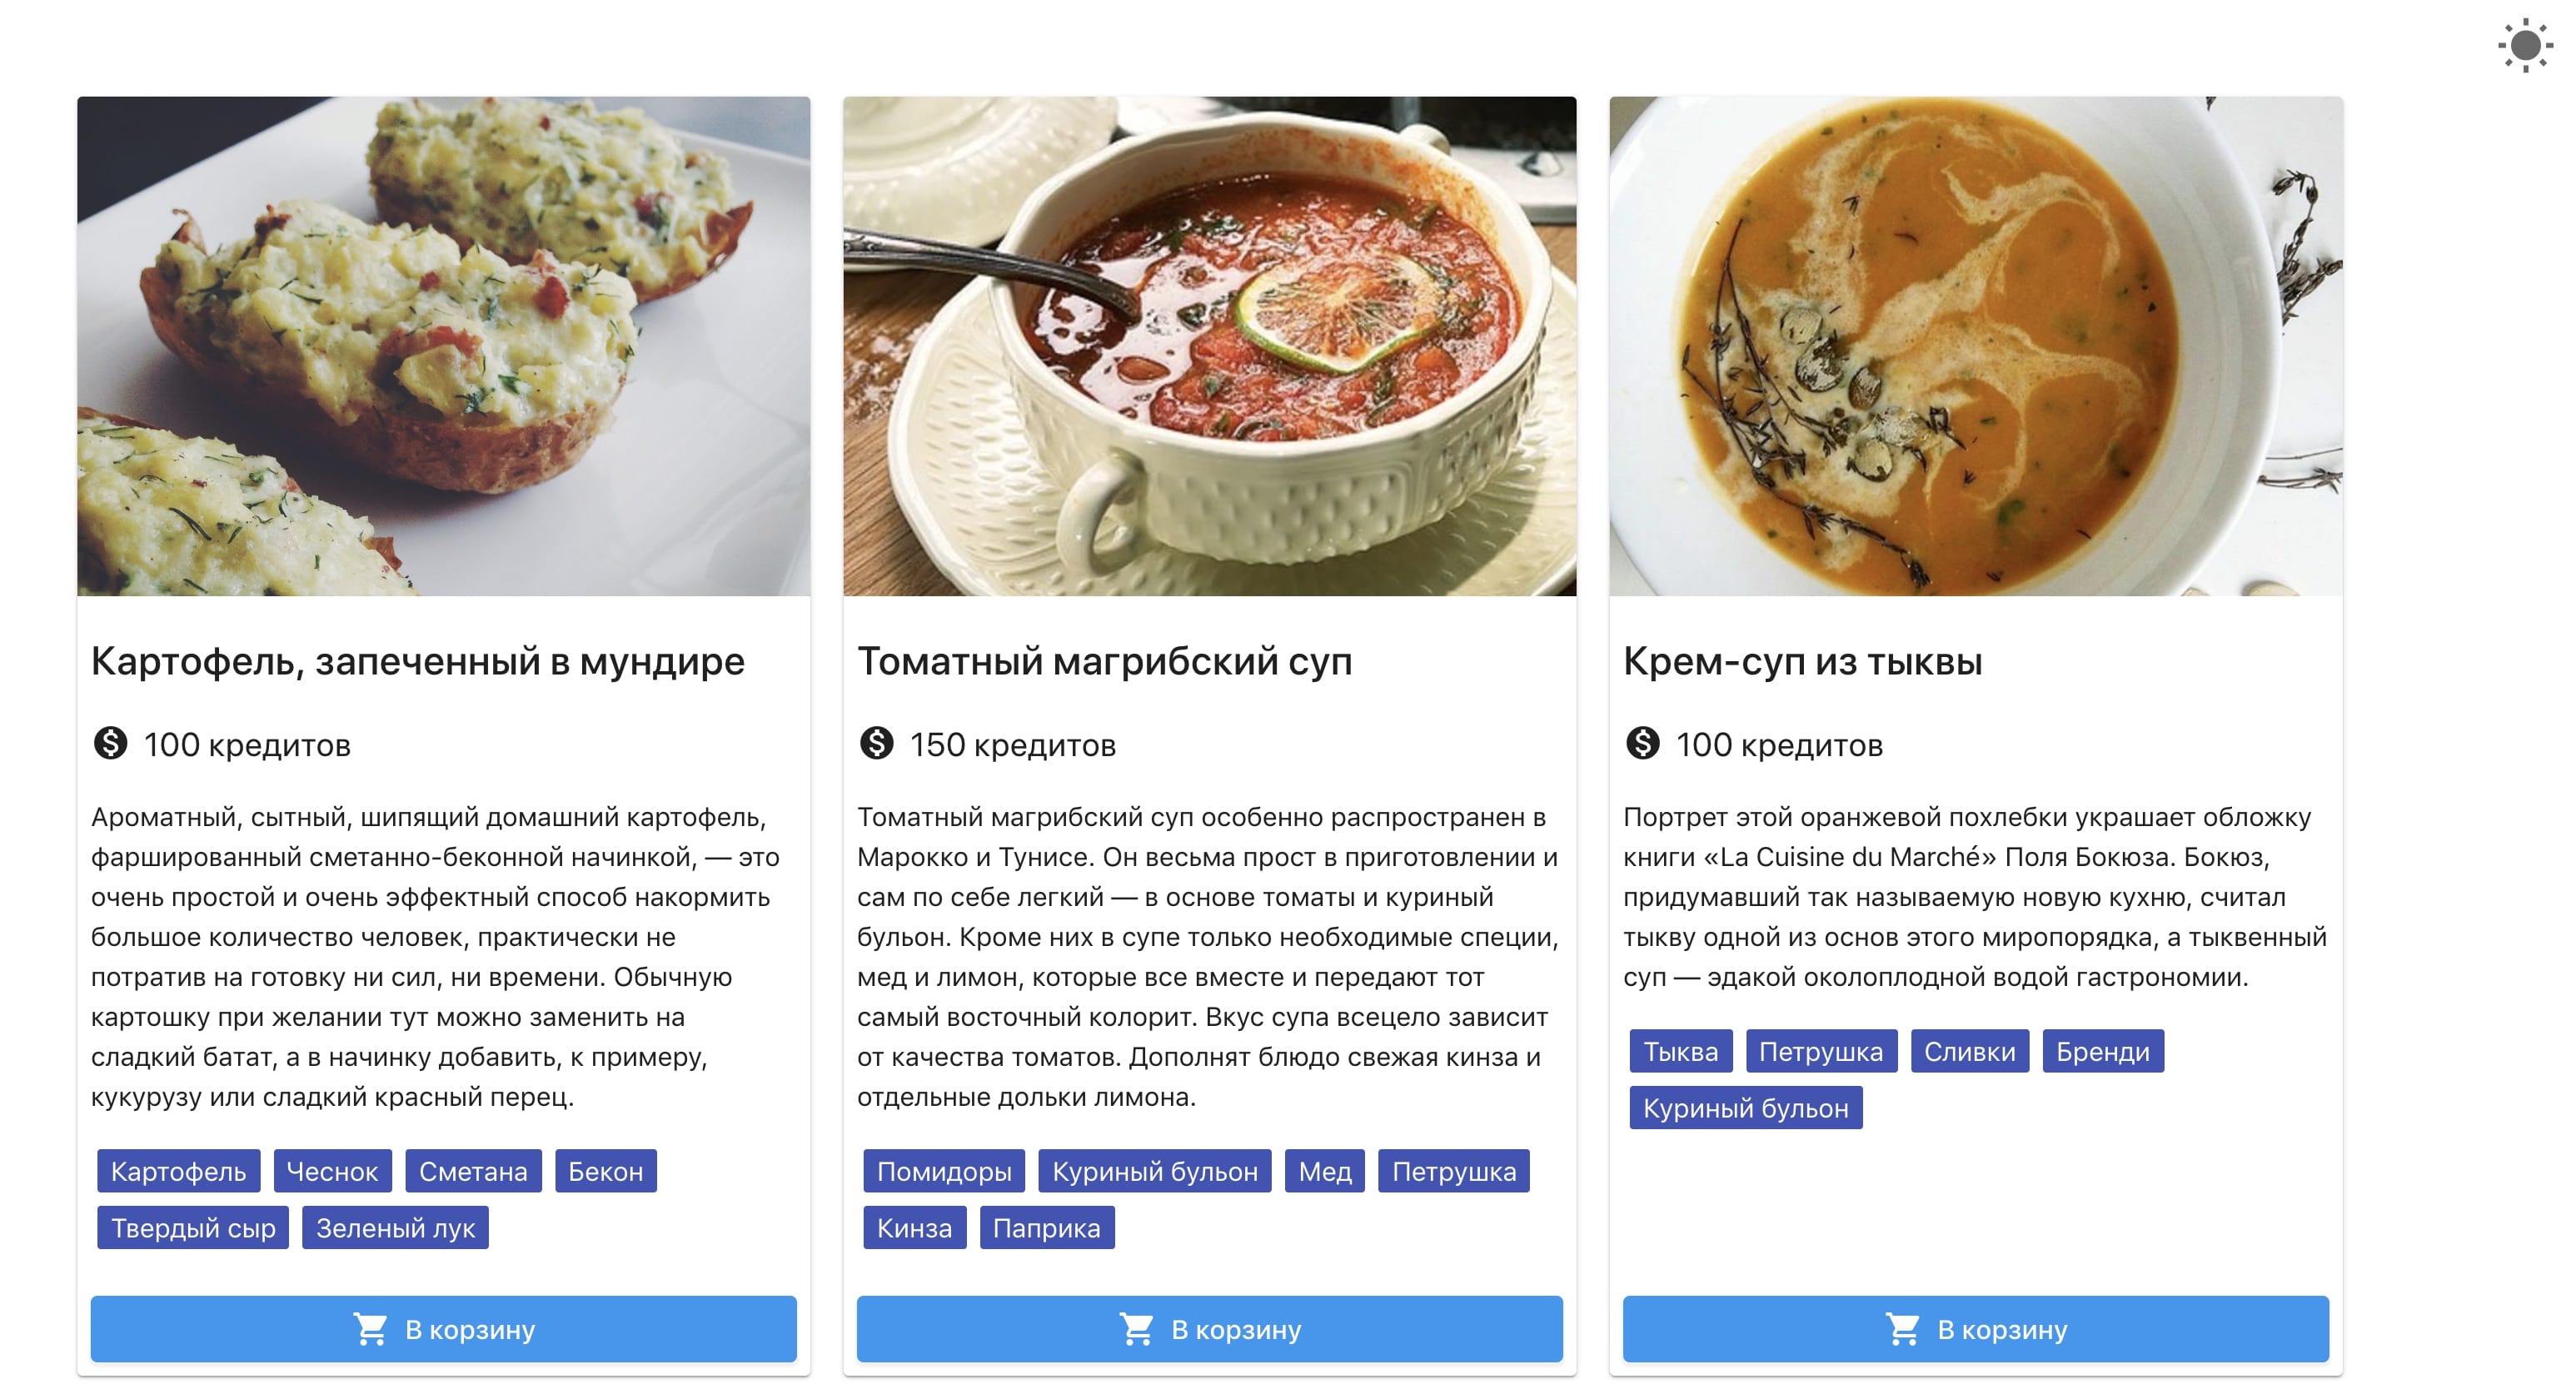 Картофель, запеченный в мундире
100 кредитов
Ароматный, сытный, шипящий домашний картофель,
фаршированный сметанно-беконной начинкой, — это
очень простой и очень эффектный способ накормить
большое количество человек, практически не
потратив на готовку ни сил, ни времени. Обычную
картошку при желании тут можно заменить на
сладкий батат, а в начинку добавить, к примеру,
кукурузу или сладкий красный перец.
Картофель Чеснок Сметана Бекон
Твердый сыр Зеленый лук
В корзину
Томатный магрибский суп
150 кредитов
Томатный магрибский суп особенно распространен в
Марокко и Тунисе. Он весьма прост в приготовлении и
сам по себе легкий — в основе томаты и куриный
бульон. Кроме них в супе только необходимые специи,
мед и лимон, которые все вместе и передают тот
самый восточный колорит. Вкус супа всецело зависит
от качества томатов. Дополнят блюдо свежая кинза и
отдельные дольки лимона.
Помидоры Куриный бульон Мед Петрушка
Кинза Паприка
В корзину
Крем-суп из тыквы
100 кредитов
Портрет этой оранжевой похлебки украшает обложку
книги «La Cuisine du Marché» Поля Бокюза. Бокюз,
придумавший так называемую новую кухню, считал
тыкву одной из основ этого миропорядка, а тыквенный
суп — эдакой околоплодной водой гастрономии.
Тыква Петрушка Сливки Бренди
Куриный бульон
В корзину